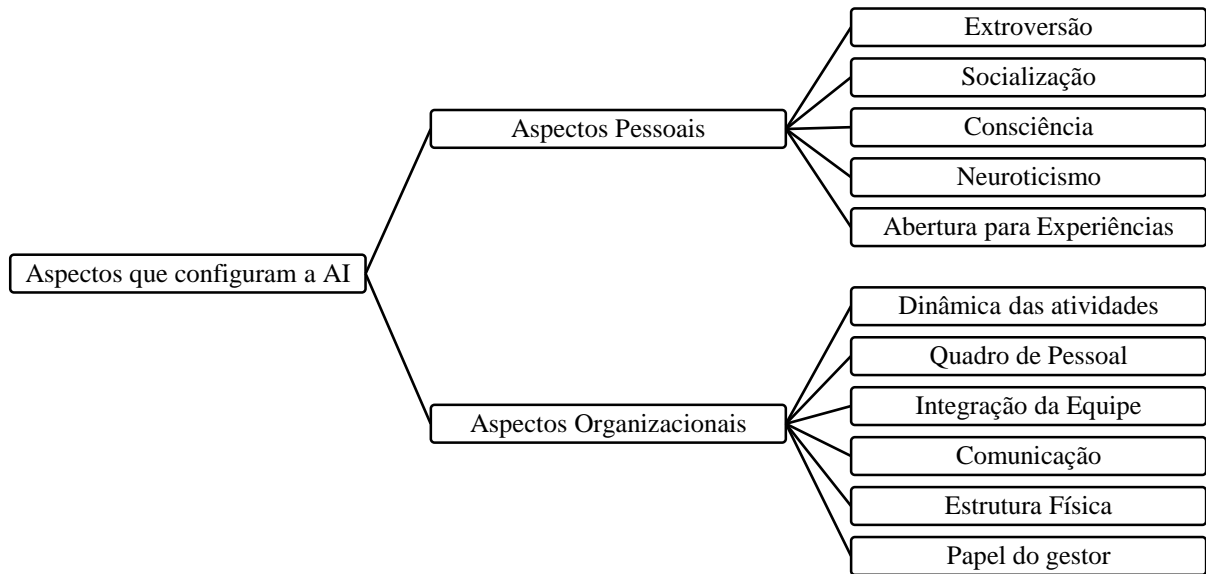 Aspectos que configuram a AI
Aspectos Pessoais
Extroversão
Socialização
Consciência
Neuroticismo
Abertura para Experiências
Aspectos Organizacionais
Dinâmica das atividades
Quadro de Pessoal
Integração da Equipe
Comunicação
Estrutura Física
Papel do gestor